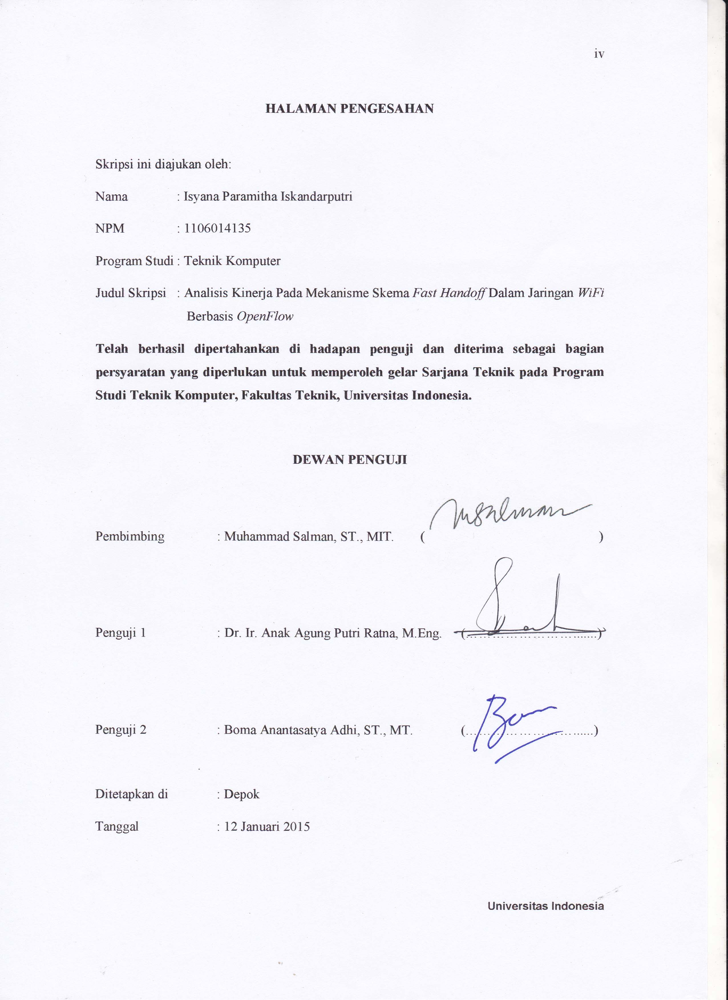 iv
HALAMAN PENGESAHAN
Skripsi ini diajukan oleh:
Nama : Isyana Paramitha Iskandarputri
NPM : 1106014135
Program Studi : Teknik Komputer
Judul Skripsi : Analisis Kinerja Pada Mekanisme Skema Fast Handoff Dalam Jaringan WiFi
Berbasis OpenFlow
Telah berhasil dipertahankan di hadapan penguji dan diterima sebagai bagian
persyaratan yang diperlukan untuk memperoleh gelar Sarjana Teknik pada Program
Studi Teknik Komputer, Fakultas Teknik, Universitas Indonesia.
DEWAN PENGUJI
Pembimbing : Muhammad Salman, ST., MIT. ( )
Penguji 1 : Dr. Ir. Anak Agung Putri Ratna, M.Eng. (..............................)
Penguji 2 : Boma Anantasatya Adhi, ST., MT. (..............................)
Ditetapkan di : Depok
Tanggal : 12 Januari 2015
Universitas Indonesia